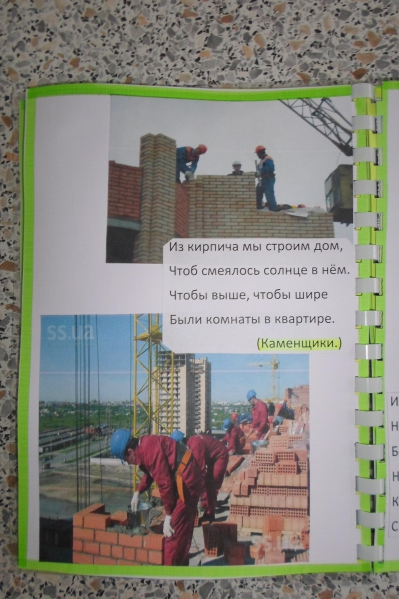 Из кирпича мы строим дом,
Чтоб смеялось солнце в нём.
Чтобы выше, чтобы шире
Были комнаты в квартире.
(Каменщики.)
ss.ua
И
Н
Б
Н
К
С